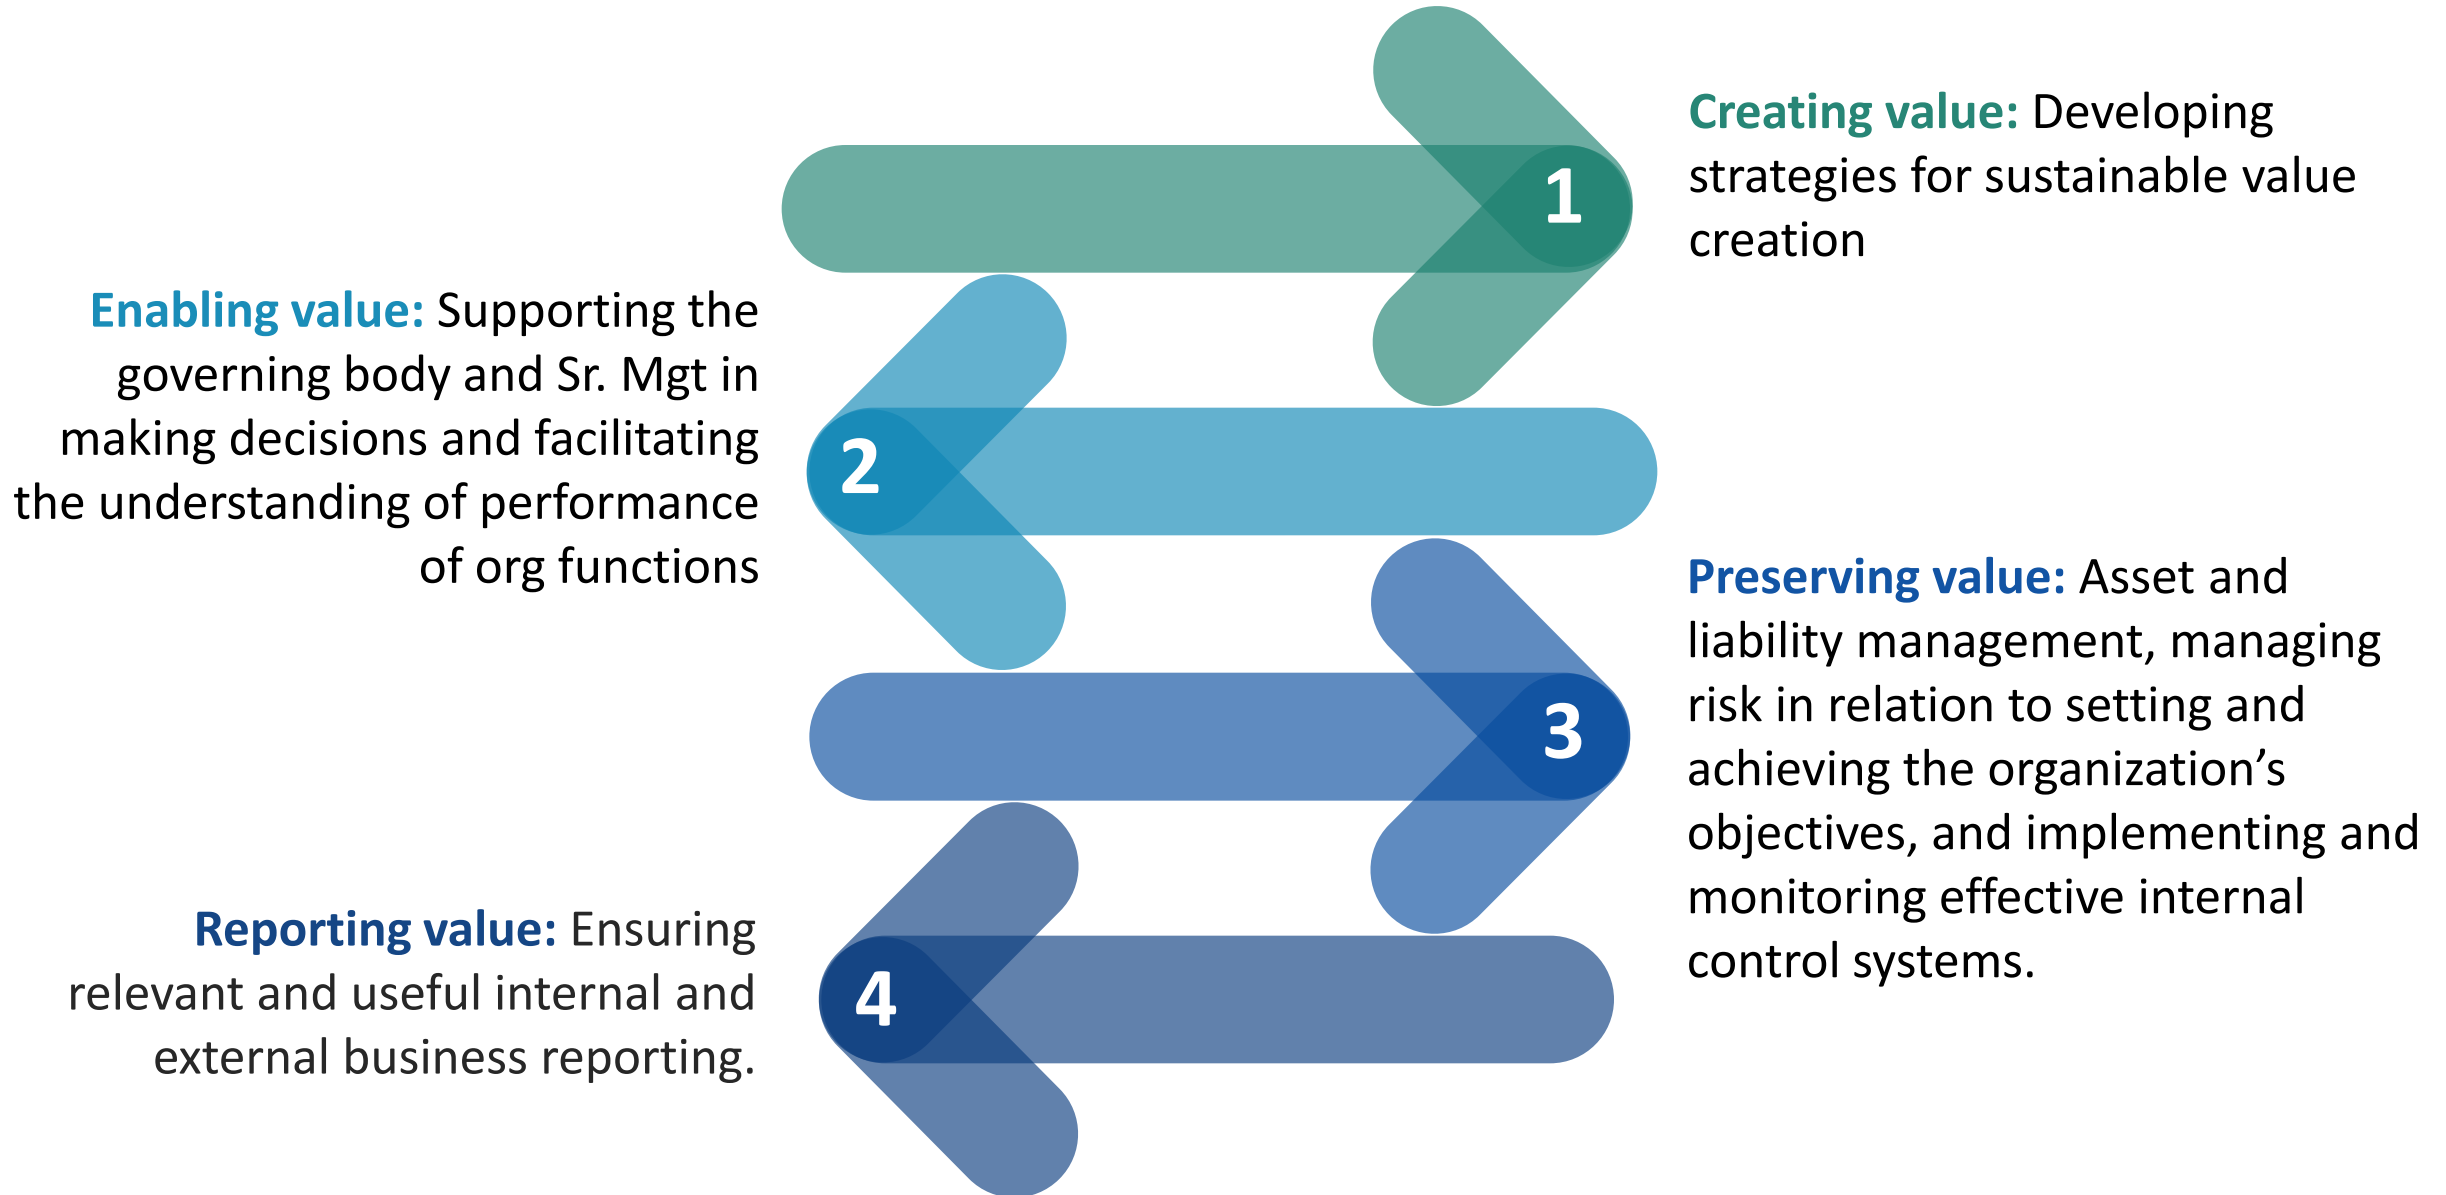 1
Creating value: Developing
strategies for sustainable value
creation
2
Enabling value: Supporting the
governing body and Sr. Mgt in
making decisions and facilitating
the understanding of performance
of org functions
3
Preserving value: Asset and
liability management, managing
risk in relation to setting and
achieving the organization’s
objectives, and implementing and
monitoring effective internal
control systems.
4
Reporting value: Ensuring
relevant and useful internal and
external business reporting.